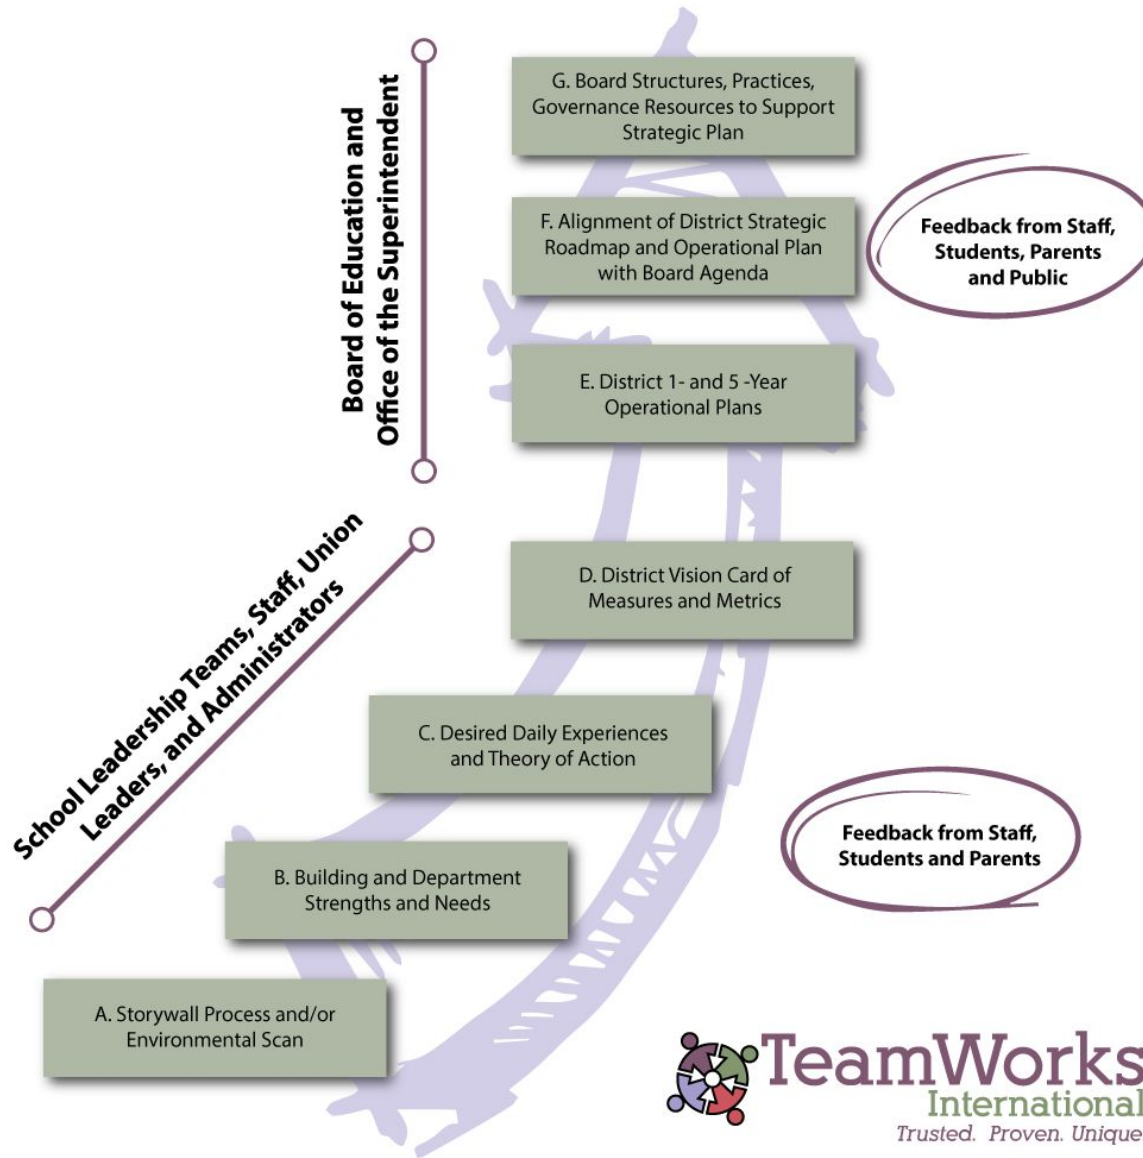 Board of Education and
Office of the Superintendent
G. Board Structures, Practices,
Governance Resources to Support
Strategic Plan
F. Alignment of District Strategic
Roadmap and Operational Plan
with Board Agenda
Feedback from Staff,
Students, Parents
and Public
E. District 1- and 5 -Year
Operational Plans
School Leadership Teams, Staff, Union
Leaders, and Administrators
D. District Vision Card of
Measures and Metrics
C. Desired Daily Experiences
and Theory of Action
Feedback from Staff,
Students and Parents
B. Building and Department
Strengths and Needs
A. Storywall Process and/or
Environmental Scan
TeamWorks
International
Trusted. Proven. Unique